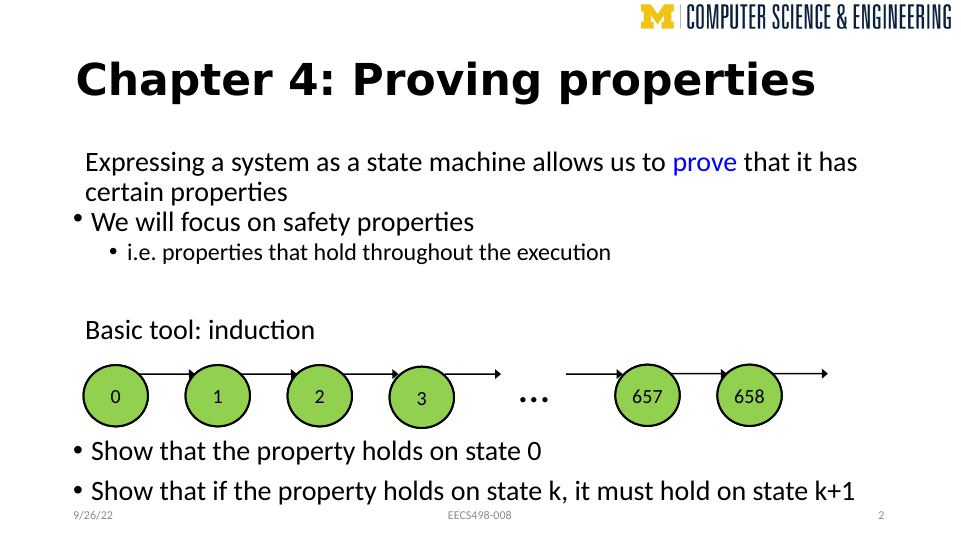 M | COMPUTER SCIENCE & ENGINEERING
Chapter 4: Proving properties
Expressing a system as a state machine allows us to prove that it has
certain properties
• We will focus on safety properties
• i.e. properties that hold throughout the execution
Basic tool: induction
0 1 2 3 … 657 658
• Show that the property holds on state 0
• Show that if the property holds on state k, it must hold on state k+1
9/26/22 EECS498-008 2